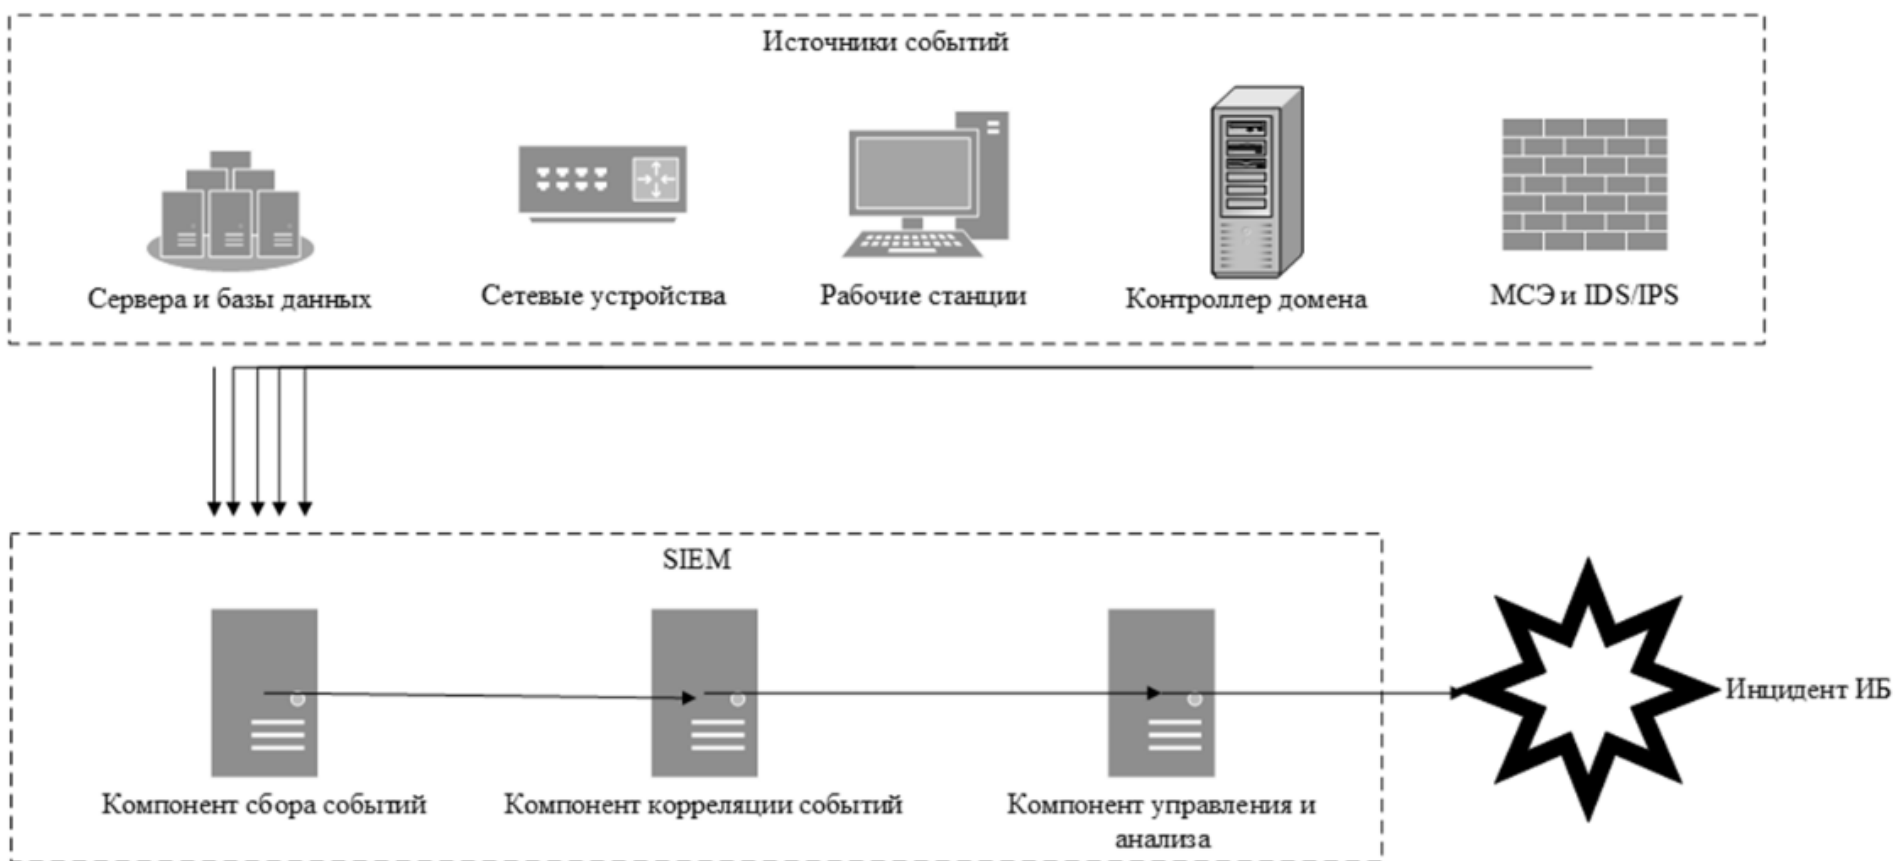 Источники событий
Сервера и базы данных
Сетевые устройства
Рабочие станции
Контроллер домена
МСЭ и IDS/IPS
SIEM
Компонент сбора событий
Компонент корреляции событий
Компонент управления и
анализа
Инцидент ИБ